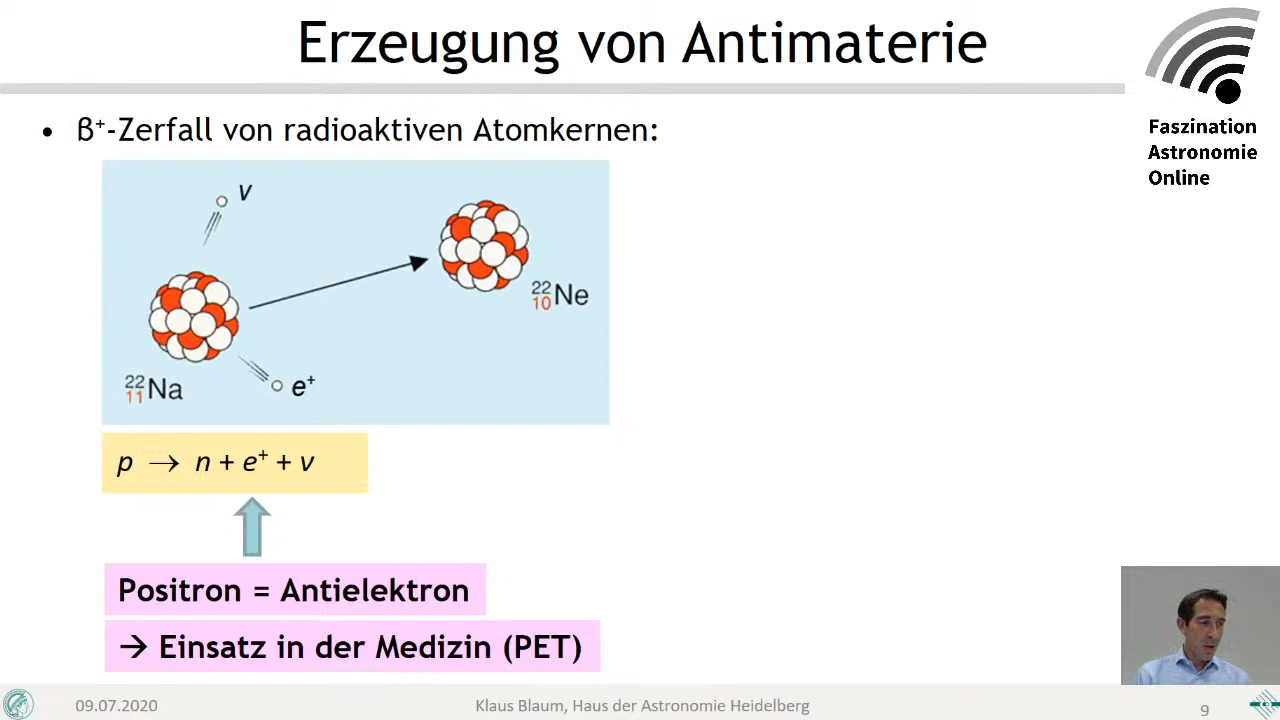 Erzeugung von Antimaterie
Faszination
Astronomie
Online
• ß⁺-Zerfall von radioaktiven Atomkernen:
ν
²²₁₀Ne
²²₁₁Na
e⁺
p → n + e⁺ + ν
Positron = Antielektron
→ Einsatz in der Medizin (PET)
09.07.2020
Klaus Blaum, Haus der Astronomie Heidelberg
9